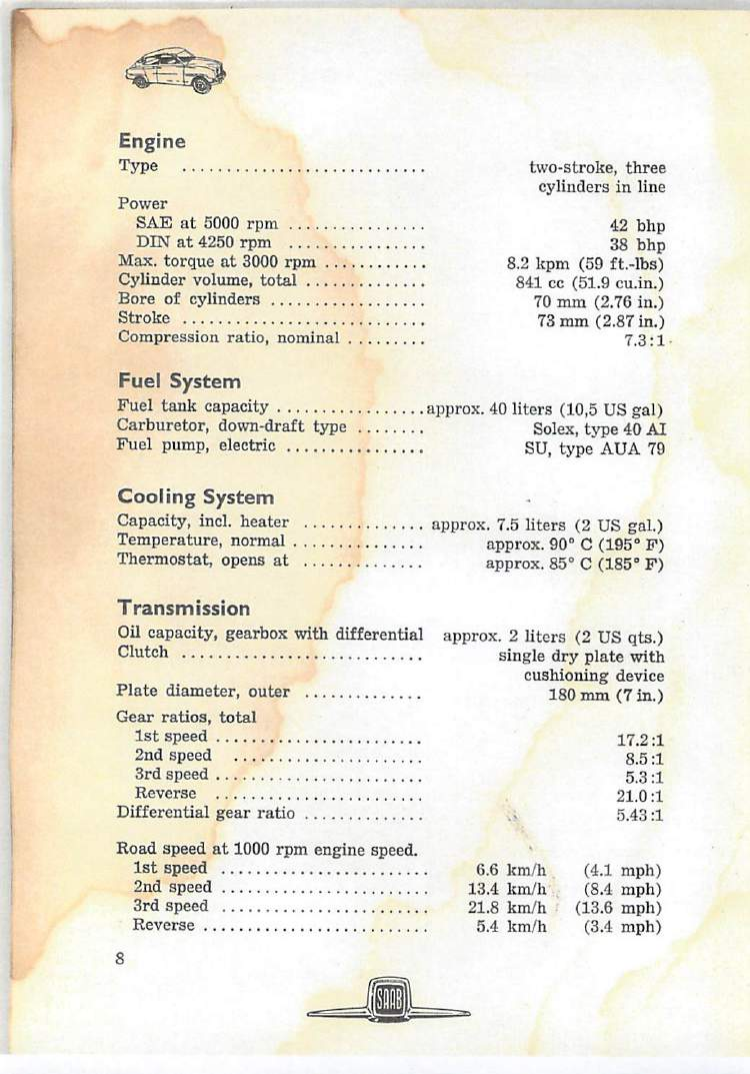 Engine
Type ............................ two-stroke, three
cylinders in line
Power
SAE at 5000 rpm ................ 42 bhp
DIN at 4250 rpm ................ 38 bhp
Max. torque at 3000 rpm ............ 8.2 kpm (59 ft.-lbs)
Cylinder volume, total .............. 841 cc (51.9 cu.in.)
Bore of cylinders .................. 70 mm (2.76 in.)
Stroke ............................ 73 mm (2.87 in.)
Compression ratio, nominal ......... 7.3:1
Fuel System
Fuel tank capacity .................approx. 40 liters (10,5 US gal)
Carburetor, down-draft type ........ Solex, type 40 AI
Fuel pump, electric ................ SU, type AUA 79
Cooling System
Capacity, incl. heater .............. approx. 7.5 liters (2 US gal.)
Temperature, normal ............... approx. 90° C (195° F)
Thermostat, opens at .............. approx. 85° C (185° F)
Transmission
Oil capacity, gearbox with differential approx. 2 liters (2 US qts.)
Clutch ............................ single dry plate with
cushioning device
Plate diameter, outer .............. 180 mm (7 in.)
Gear ratios, total
1st speed ........................ 17.2:1
2nd speed ...................... 8.5:1
3rd speed ........................ 5.3:1
Reverse ........................ 21.0:1
Differential gear ratio .............. 5.43:1
Road speed at 1000 rpm engine speed.
1st speed ........................ 6.6 km/h (4.1 mph)
2nd speed ........................ 13.4 km/h (8.4 mph)
3rd speed ........................ 21.8 km/h (13.6 mph)
Reverse .......................... 5.4 km/h (3.4 mph)
8
SAAB